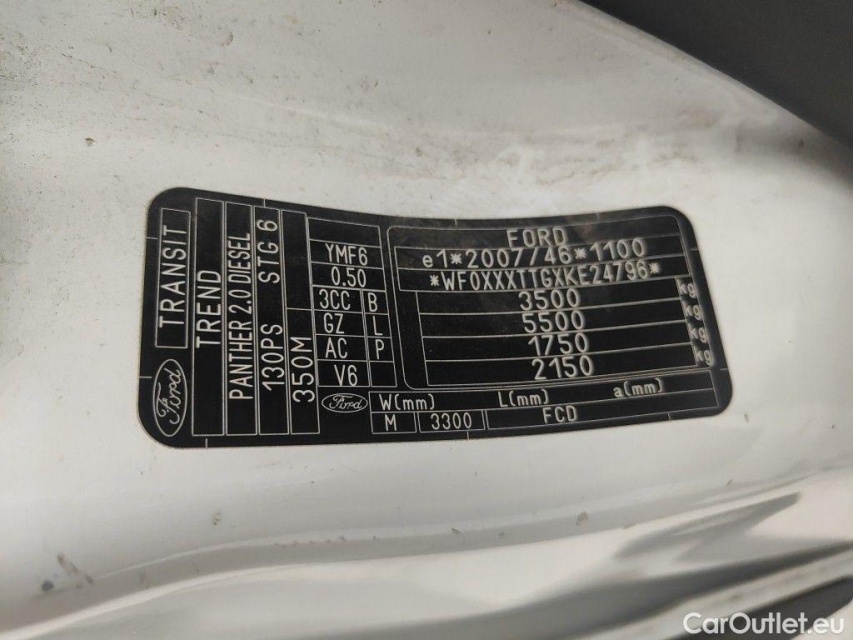 TRANSIT
TREND
PANTHER 2.0 DIESEL
130PS STG 6
350M
Ford
YMF6
0.50
3CC B
GZ L
AC P
V6
Ford
FORD
e1*2007/46*1100
*WF0XXXTTGXKE24796*
3500 kg
5500 kg
1750 kg
2150 kg
W(mm) L(mm) a(mm)
M 3300 FCD
CarOutlet.eu